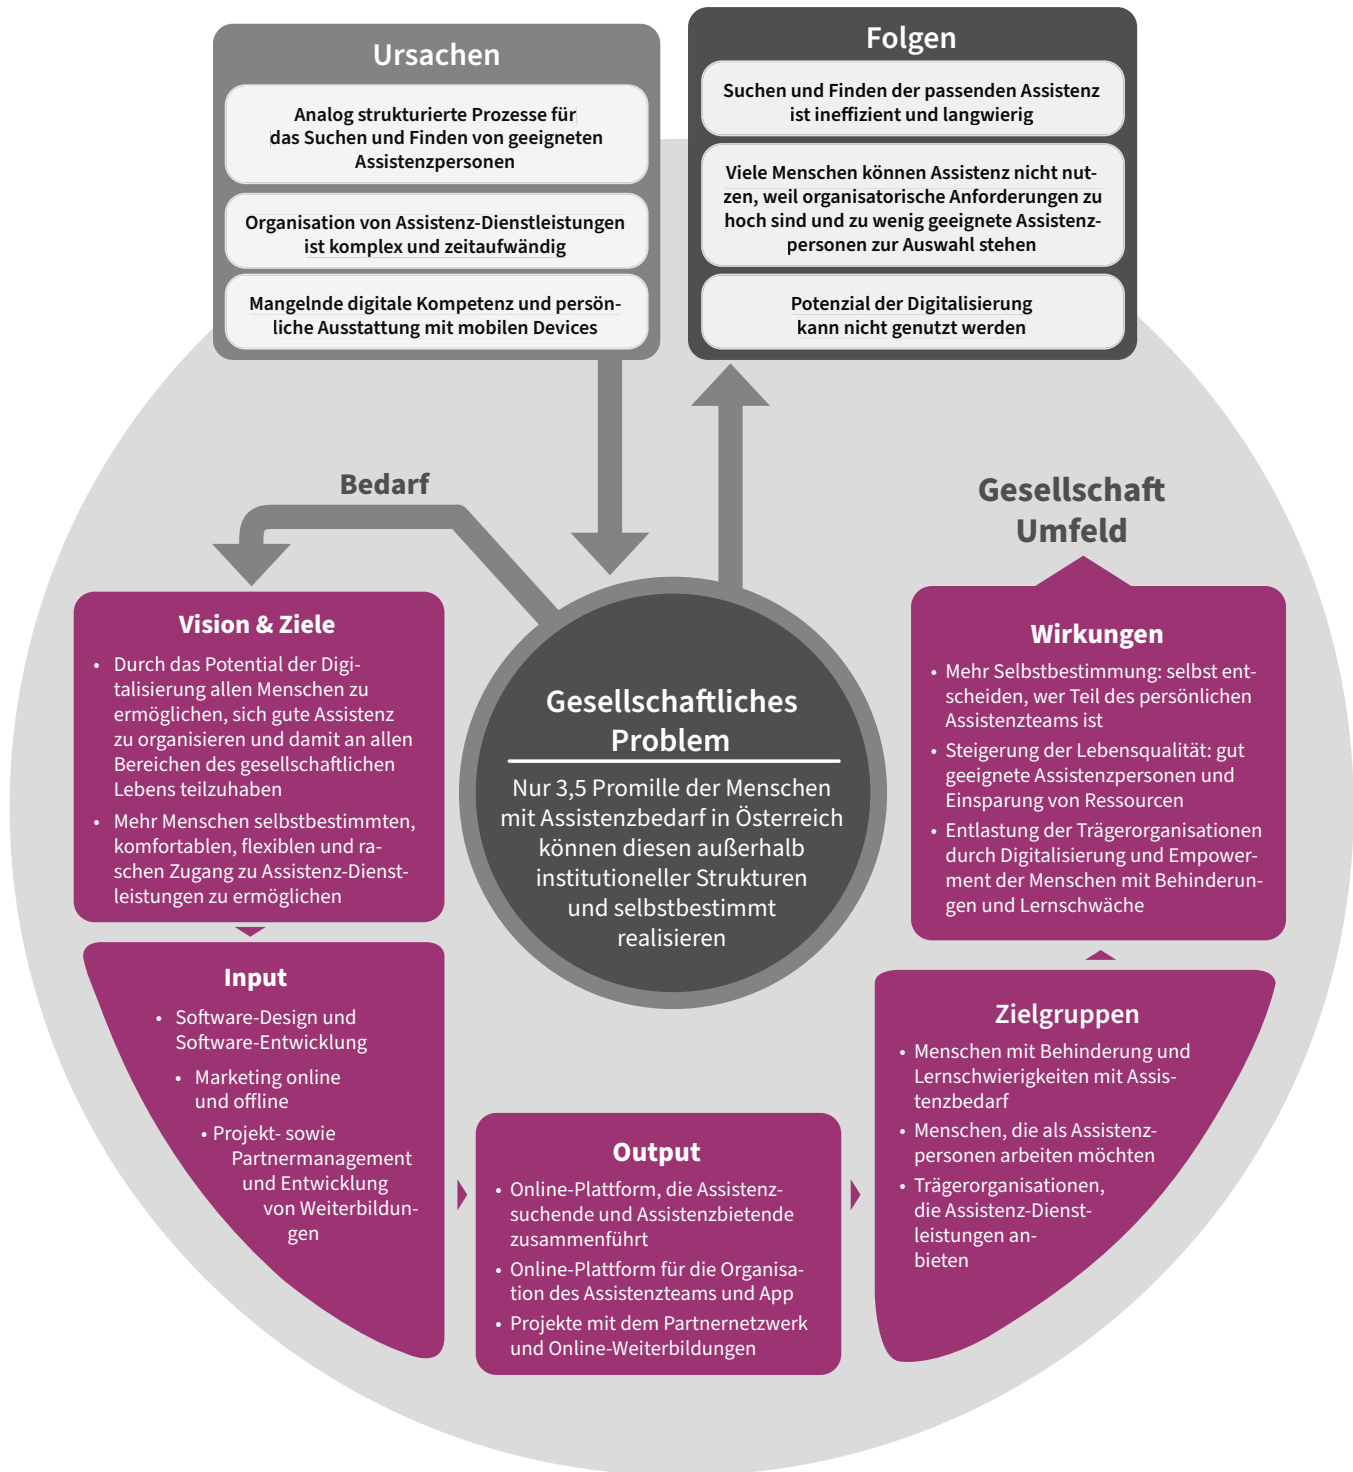 Ursachen
Analog strukturierte Prozesse für
das Suchen und Finden von geeigneten
Assistenzpersonen
Organisation von Assistenz-Dienstleistungen
ist komplex und zeitaufwändig
Mangelnde digitale Kompetenz und persön-
liche Ausstattung mit mobilen Devices
Folgen
Suchen und Finden der passenden Assistenz
ist ineffizient und langwierig
Viele Menschen können Assistenz nicht nut-
zen, weil organisatorische Anforderungen zu
hoch sind und zu wenig geeignete Assistenz-
personen zur Auswahl stehen
Potenzial der Digitalisierung
kann nicht genutzt werden
Bedarf
Gesellschaft
Umfeld
Gesellschaftliches
Problem
Nur 3,5 Promille der Menschen
mit Assistenzbedarf in Österreich
können diesen außerhalb
institutioneller Strukturen
und selbstbestimmt
realisieren
Vision & Ziele
• Durch das Potential der Digi-
talisierung allen Menschen zu
ermöglichen, sich gute Assistenz
zu organisieren und damit an allen
Bereichen des gesellschaftlichen
Lebens teilzuhaben
• Mehr Menschen selbstbestimmten,
komfortablen, flexiblen und ra-
schen Zugang zu Assistenz-Dienst-
leistungen zu ermöglichen
Input
• Software-Design und
Software-Entwicklung
• Marketing online
und offline
• Projekt- sowie
Partnermanagement
und Entwicklung
von Weiterbildun-
gen
Output
• Online-Plattform, die Assistenz-
suchende und Assistenzbietende
zusammenführt
• Online-Plattform für die Organisa-
tion des Assistenzteams und App
• Projekte mit dem Partnernetzwerk
und Online-Weiterbildungen
Zielgruppen
• Menschen mit Behinderung und
Lernschwierigkeiten mit Assis-
tenzbedarf
• Menschen, die als Assistenz-
personen arbeiten möchten
• Trägerorganisationen,
die Assistenz-Dienst-
leistungen an-
bieten
Wirkungen
• Mehr Selbstbestimmung: selbst ent-
scheiden, wer Teil des persönlichen
Assistenzteams ist
• Steigerung der Lebensqualität: gut
geeignete Assistenzpersonen und
Einsparung von Ressourcen
• Entlastung der Trägerorganisationen
durch Digitalisierung und Empower-
ment der Menschen mit Behinderun-
gen und Lernschwäche